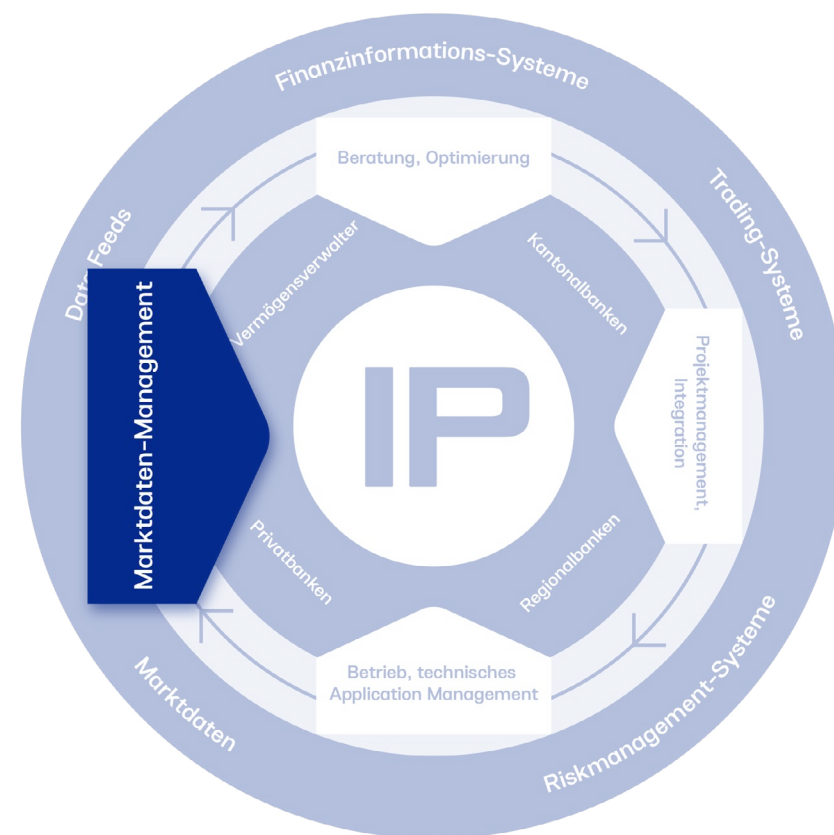 Finanzinformations-Systeme
Trading-Systeme
Riskmanagement-Systeme
Marktdaten
Data Feeds
Beratung, Optimierung
Projektmanagement,
Integration
Betrieb, technisches
Application Management
Marktdaten-Management
Vermögensverwalter
Kantonalbanken
Regionalbanken
Privatbanken
IP